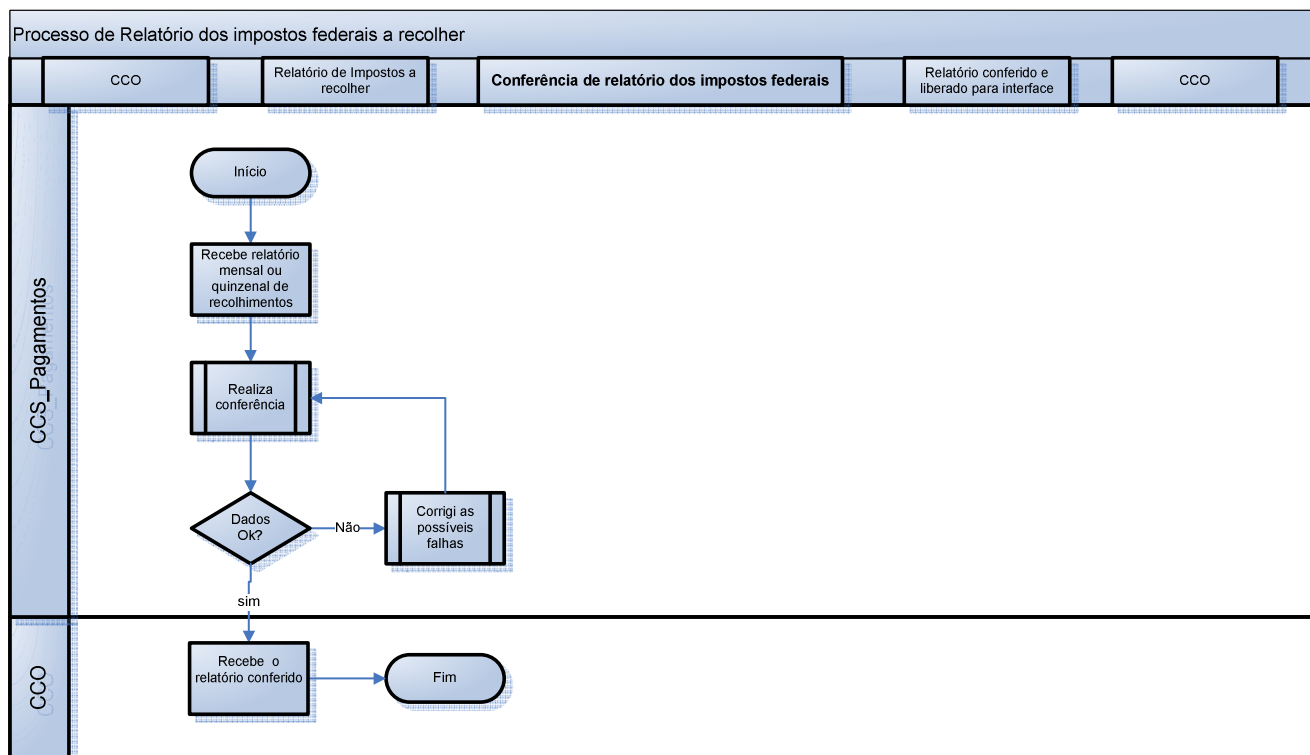 Processo de Relatório dos impostos federais a recolher
CCO
Relatório de Impostos a
recolher
Conferência de relatório dos impostos federais
Relatório conferido e
liberado para interface
CCO
CCS_Pagamentos
Início
Recebe relatório
mensal ou
quinzenal de
recolhimentos
Realiza
conferência
Dados
Ok?
Não
Corrigi as
possíveis
falhas
sim
CCO
Recebe o
relatório conferido
Fim